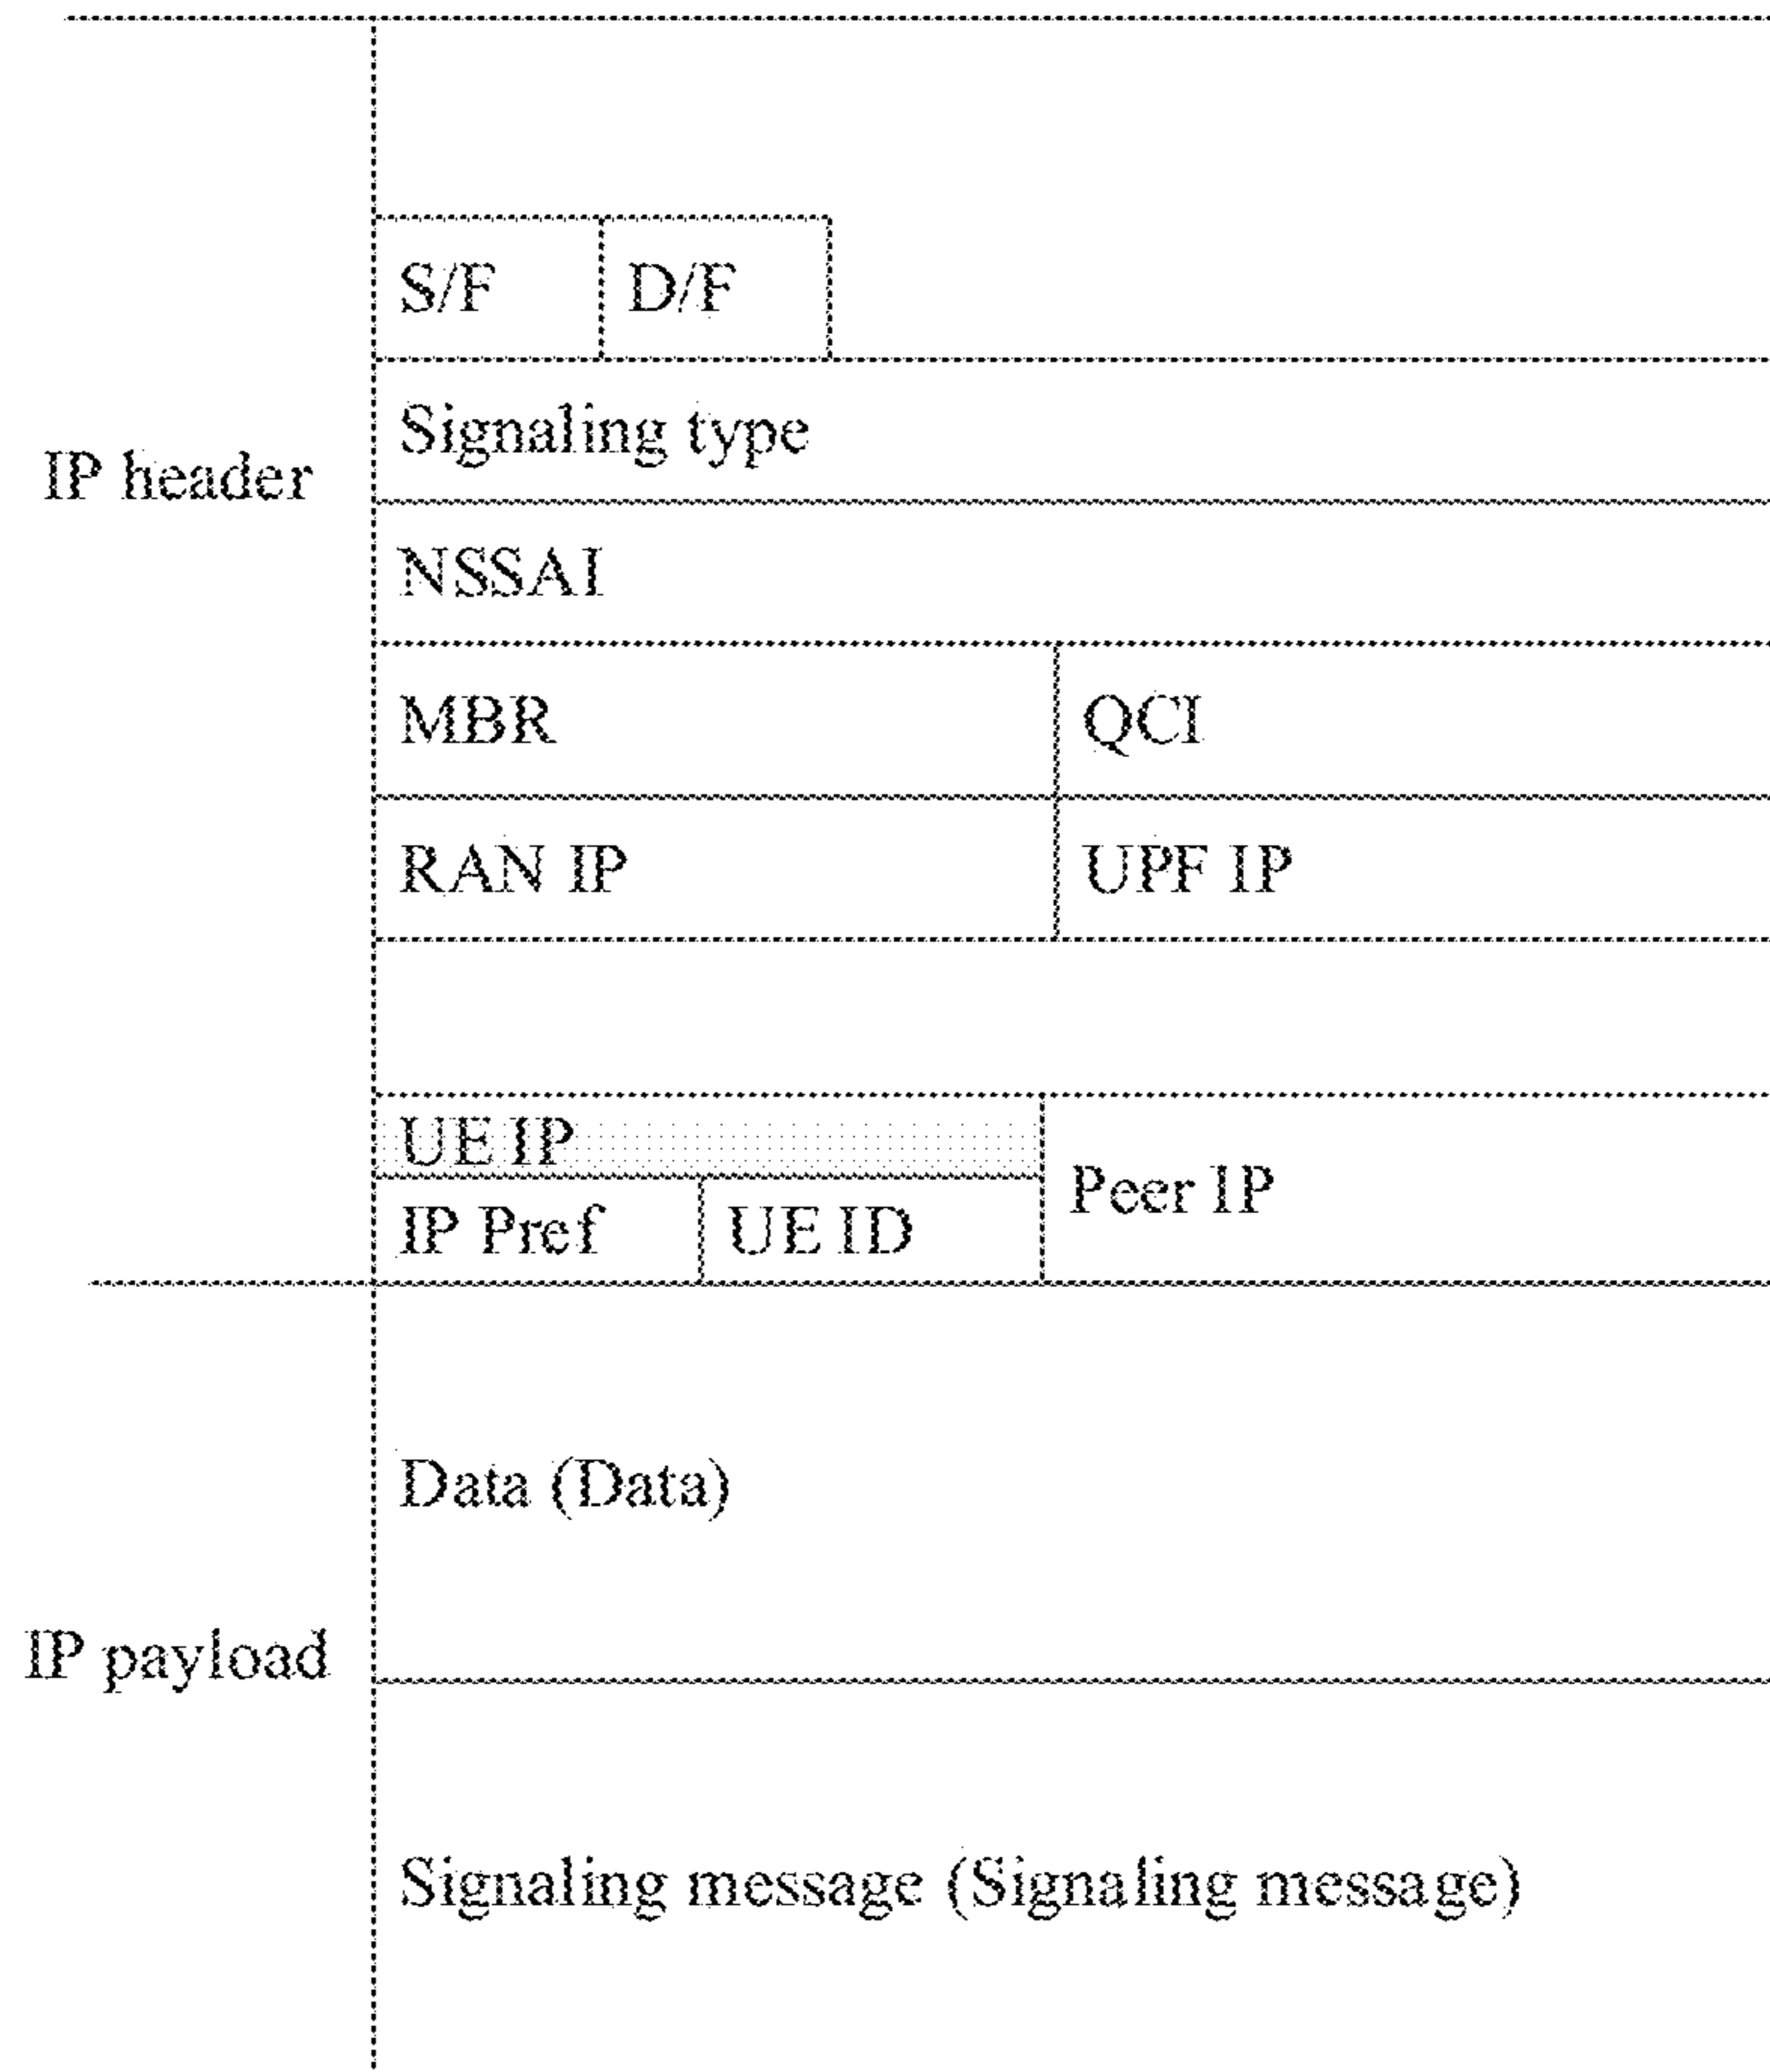 S/F D/F
Signaling type
IP header
NSSAI
MBR QCI
RAN IP UPF IP
UE IP
Peer IP
IP Pref UE ID
Data (Data)
IP payload
Signaling message (Signaling message)